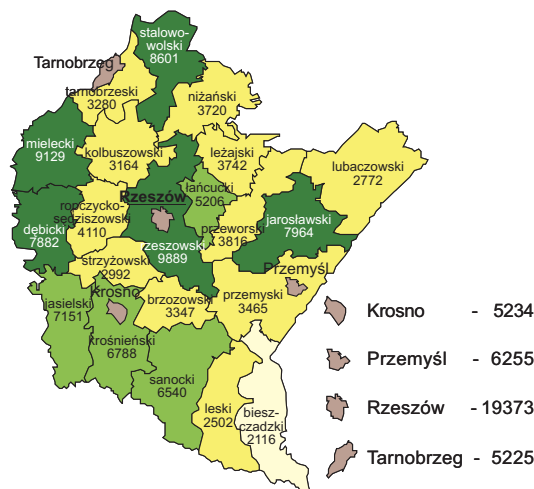 stalowo-
wolski
8601
Tarnobrzeg
tarnobrzeski
3280
niżański
3720
mielecki
9129
kolbuszowski
3164
leżajski
3742
lubaczowski
2772
łańcucki
5206
Rzeszów
ropczycko-
sędziszowski
4110
dębicki
7882
przeworski
3816
jarosławski
7964
zeszowski
9889
strzyżowski
2992
Przemyśl
Krosno
jasielski
7151
brzozowski
3347
przemyski
3465
krośnieński
6788
sanocki
6540
leski
2502
biesz-
czadzki
2116
Krosno - 5234
Przemyśl - 6255
Rzeszów - 19373
Tarnobrzeg - 5225